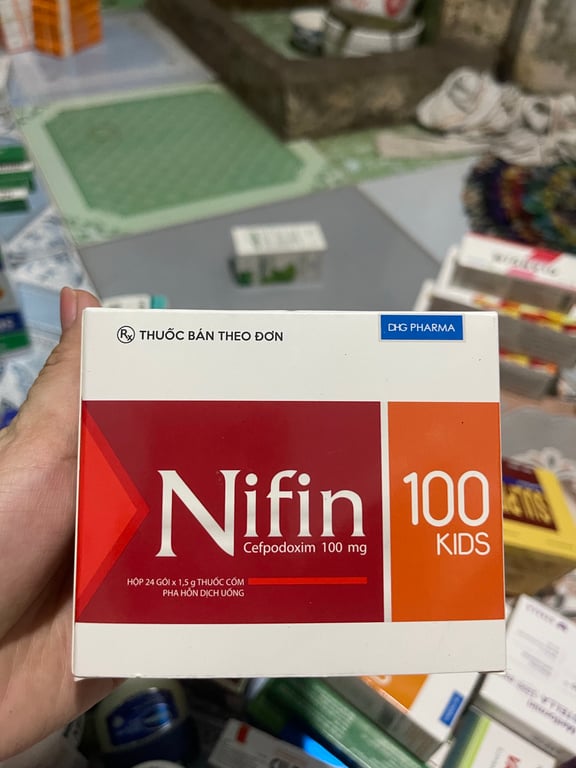 Rx THUỐC BÁN THEO ĐƠN
DHG PHARMA
Nifin
Cefpodoxim 100 mg
100
KIDS
HỘP 24 GÓI x 1,5 g THUỐC CỐM
PHA HỖN DỊCH UỐNG